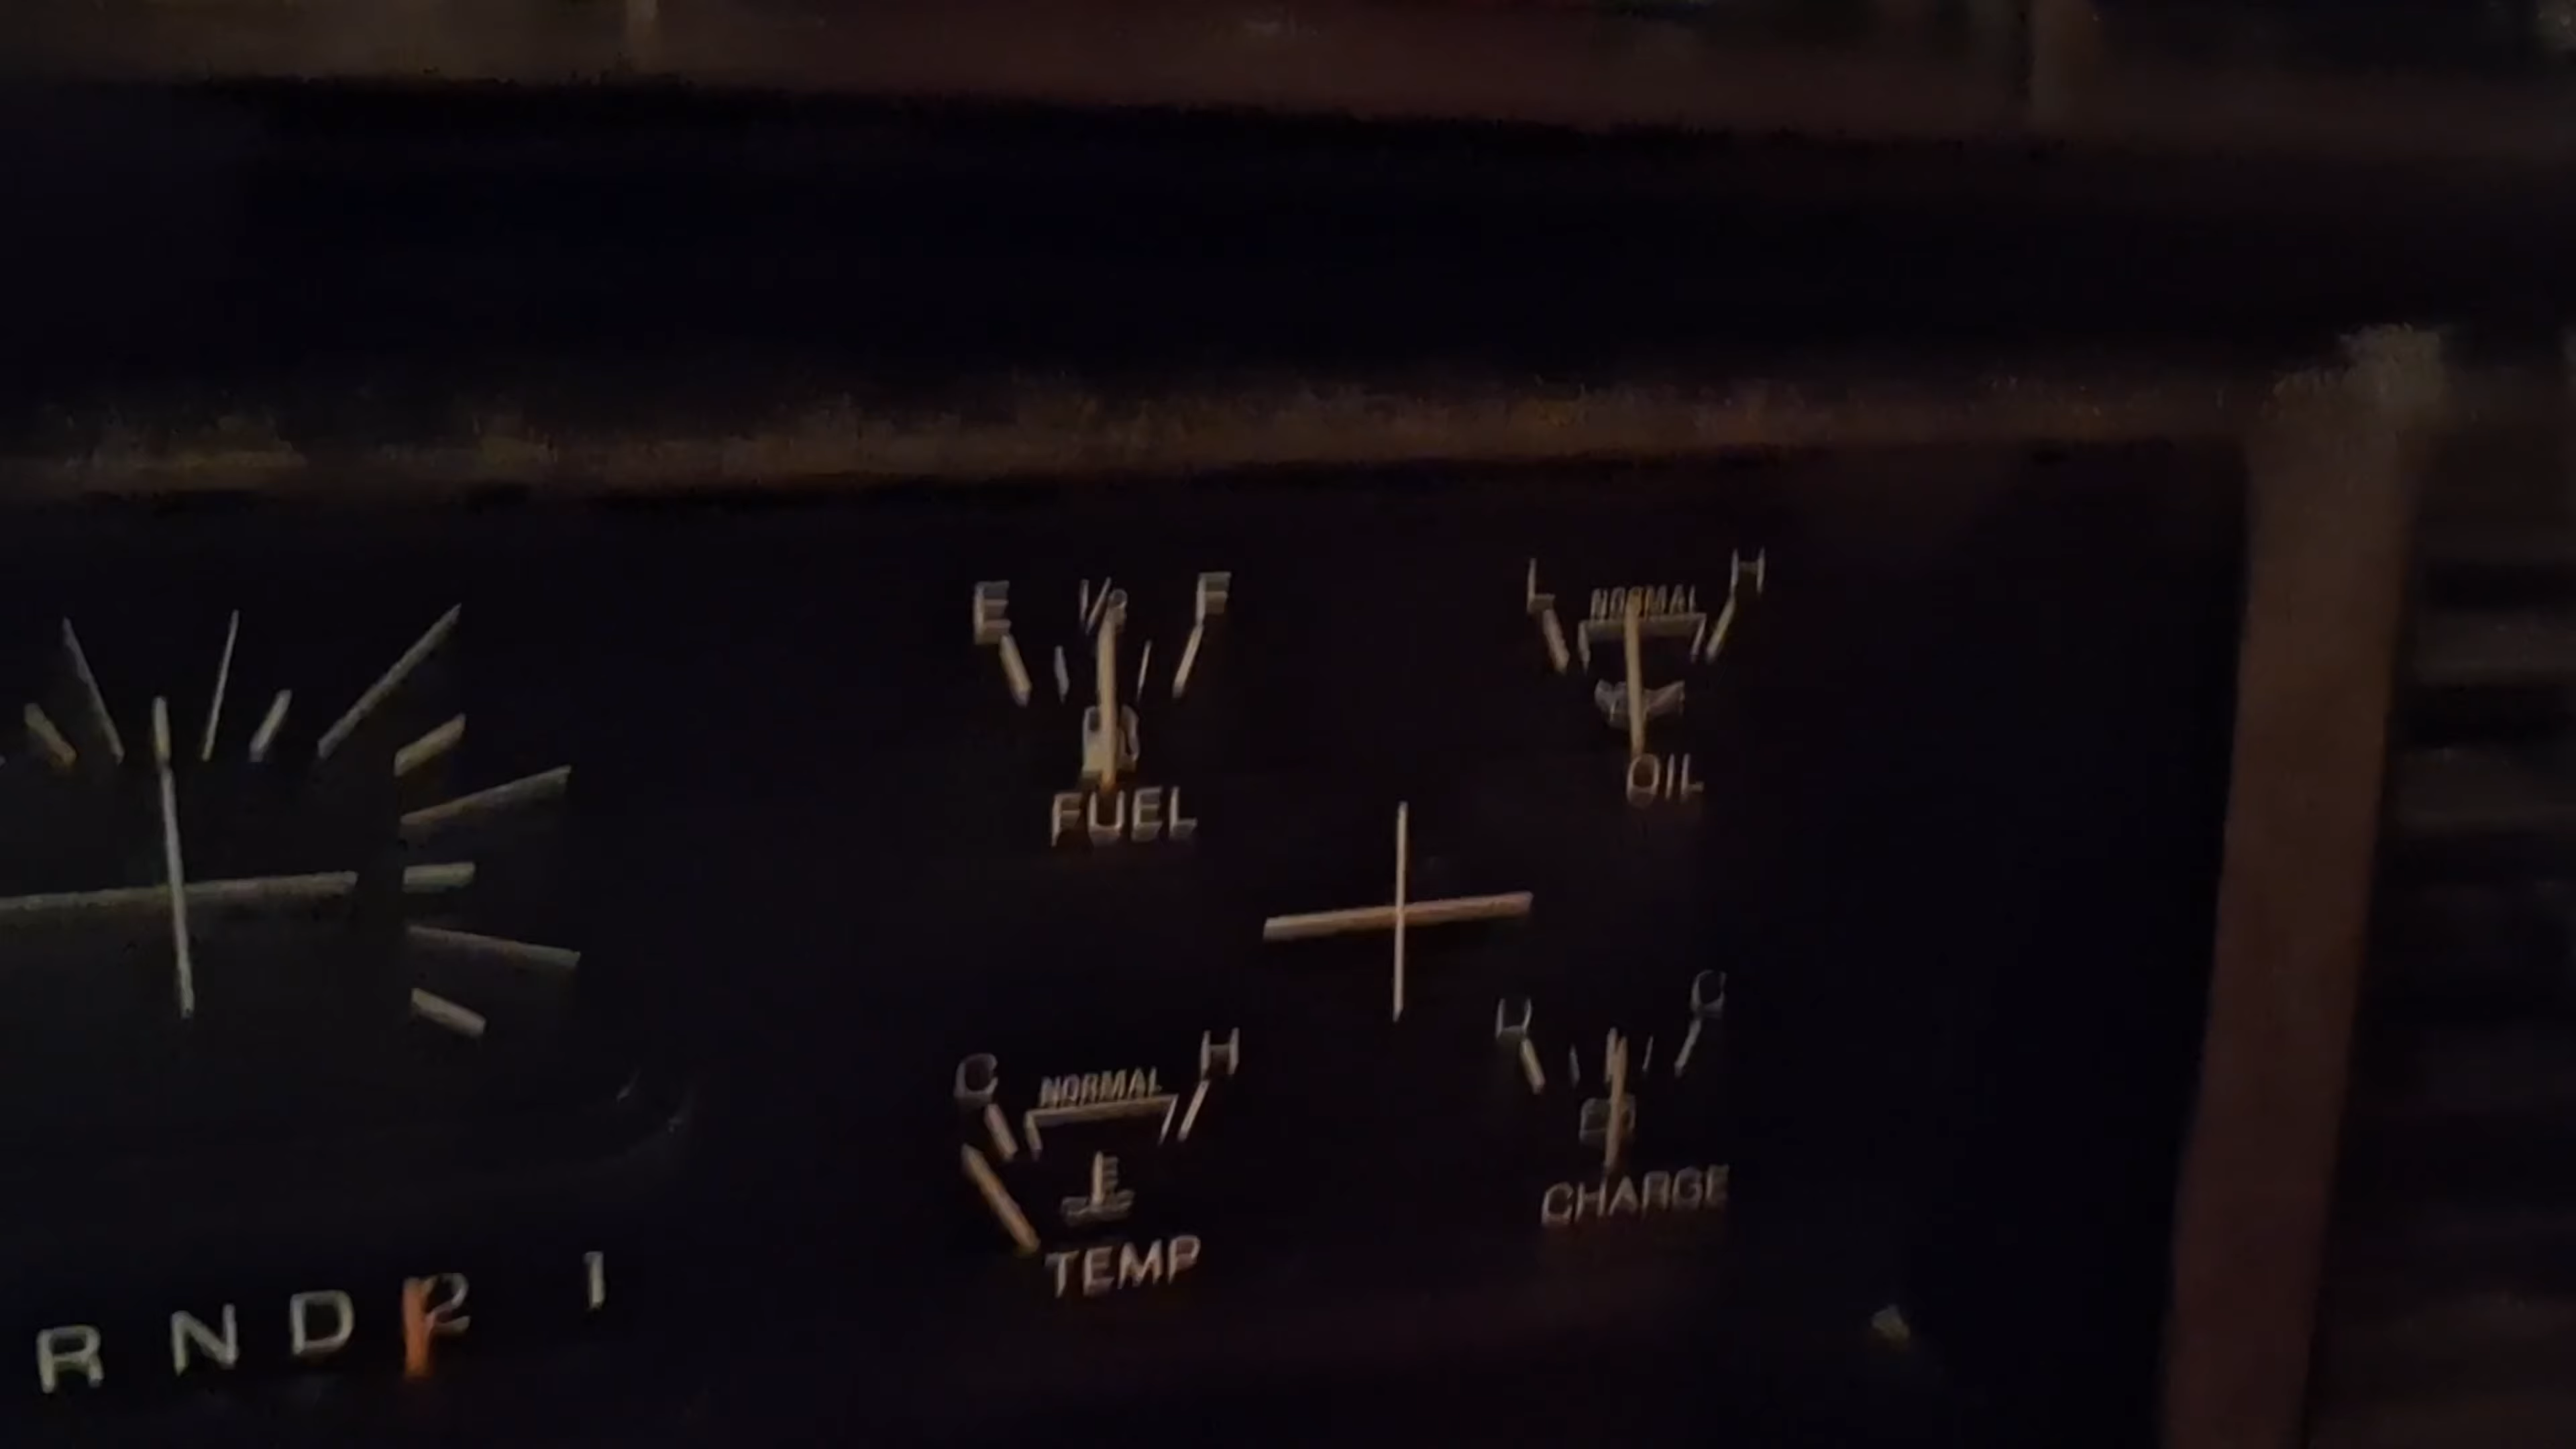 E 1/2 F
FUEL
L NORMAL H
OIL
C NORMAL H
TEMP
CHARGE
R N D 2 1